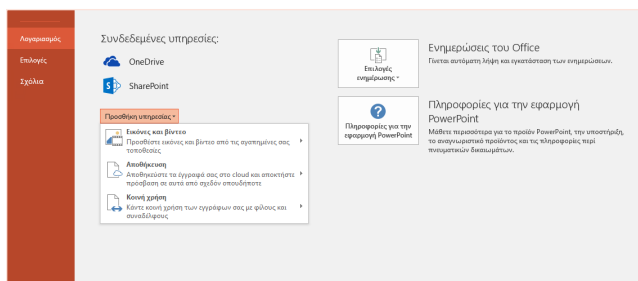 Λογαριασμός
Επιλογές
Σχόλια
Συνδεδεμένες υπηρεσίες:
OneDrive
SharePoint
Προσθήκη υπηρεσίας
Εικόνες και βίντεο
Προσθέστε εικόνες και βίντεο από τις αγαπημένες σας
τοποθεσίες
Αποθήκευση
Αποθηκεύστε τα έγγραφά σας στο cloud και αποκτήστε
πρόσβαση σε αυτά από σχεδόν οπουδήποτε
Κοινή χρήση
Κάντε κοινή χρήση των εγγράφων σας με φίλους και
συναδέλφους
Επιλογές
ενημέρωσης
Ενημερώσεις του Office
Γίνεται αυτόματα λήψη και εγκατάσταση των ενημερώσεων.
Πληροφορίες για την
εφαρμογή PowerPoint
Πληροφορίες για την εφαρμογή
PowerPoint
Μάθετε περισσότερα για το προϊόν PowerPoint, την υποστήριξη,
το αναγνωριστικό προϊόντος και τις πληροφορίες περί
πνευματικών δικαιωμάτων.